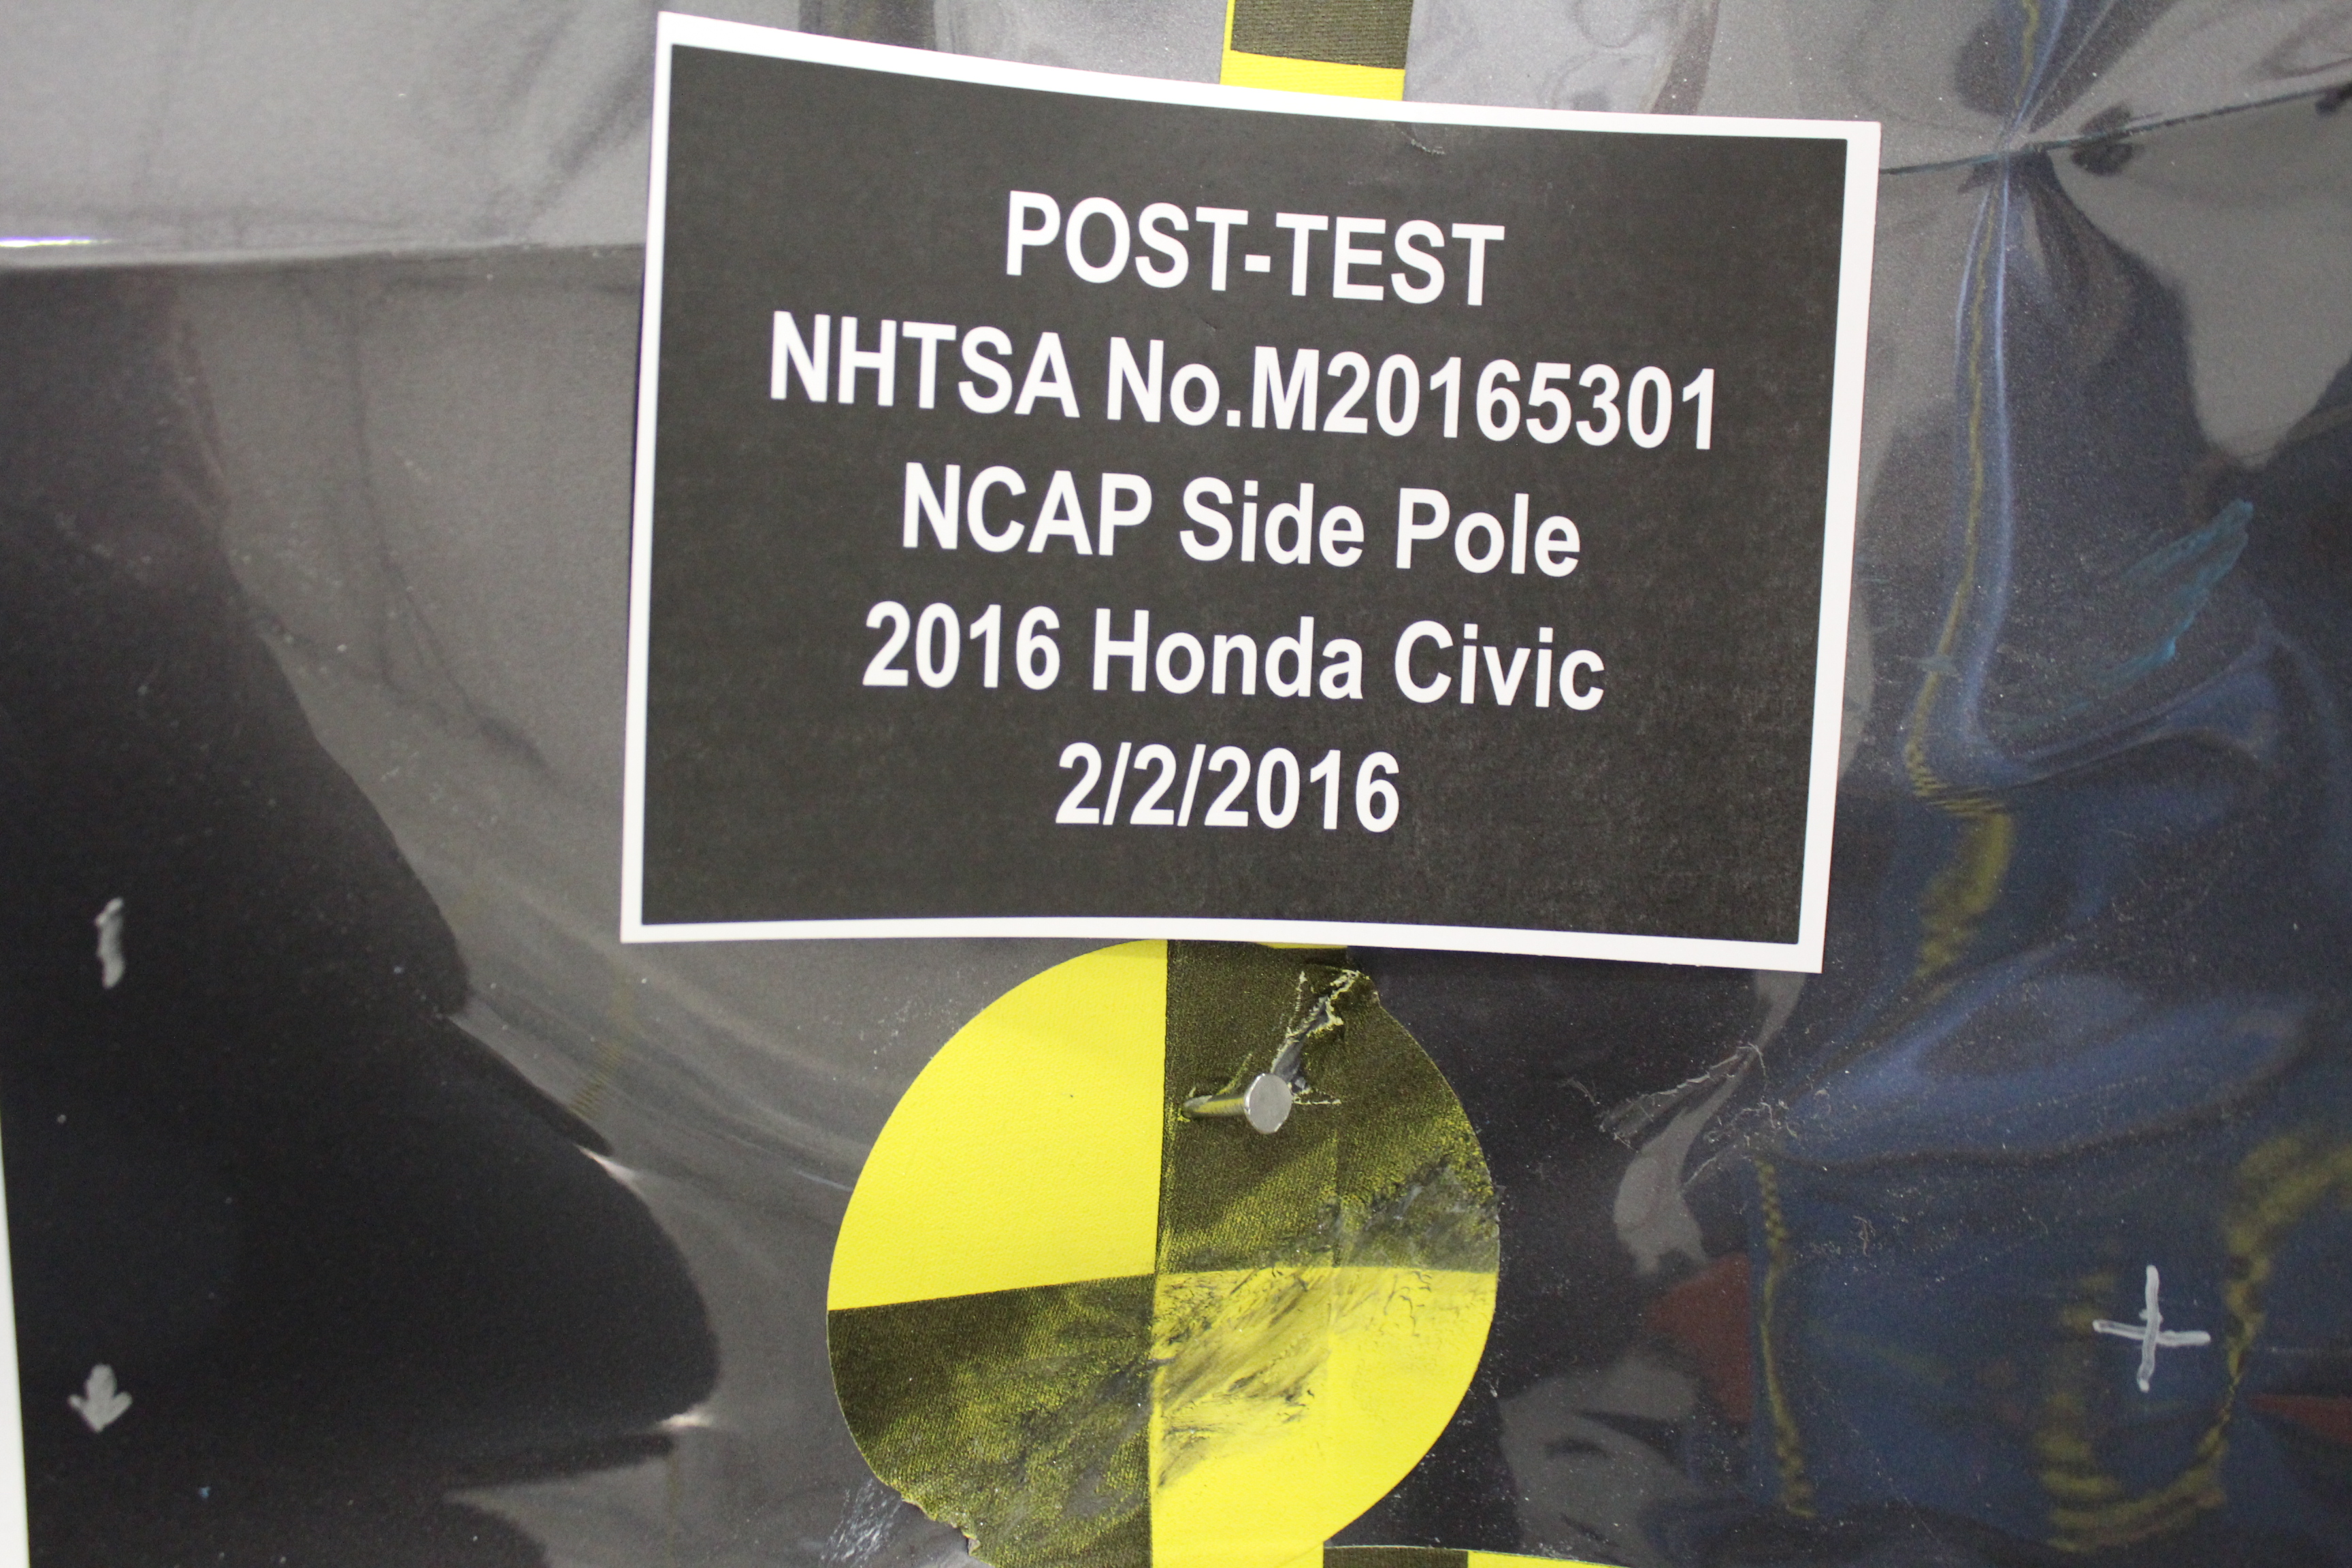 POST-TEST
NHTSA No.M20165301
NCAP Side Pole
2016 Honda Civic
2/2/2016